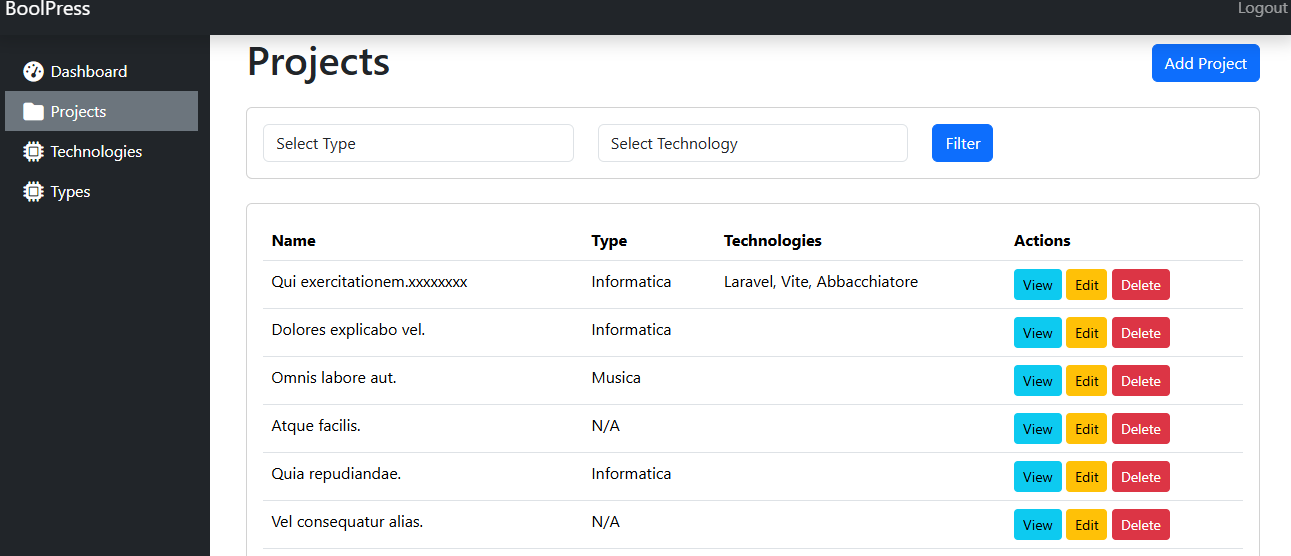 BoolPress Logout
Dashboard
Projects
Technologies
Types
Projects Add Project
Select Type Select Technology Filter
Name Type Technologies Actions
Qui exercitationem.xxxxxxxx Informatica Laravel, Vite, Abbacchiatore View Edit Delete
Dolores explicabo vel. Informatica View Edit Delete
Omnis labore aut. Musica View Edit Delete
Atque facilis. N/A View Edit Delete
Quia repudiandae. Informatica View Edit Delete
Vel consequatur alias. N/A View Edit Delete